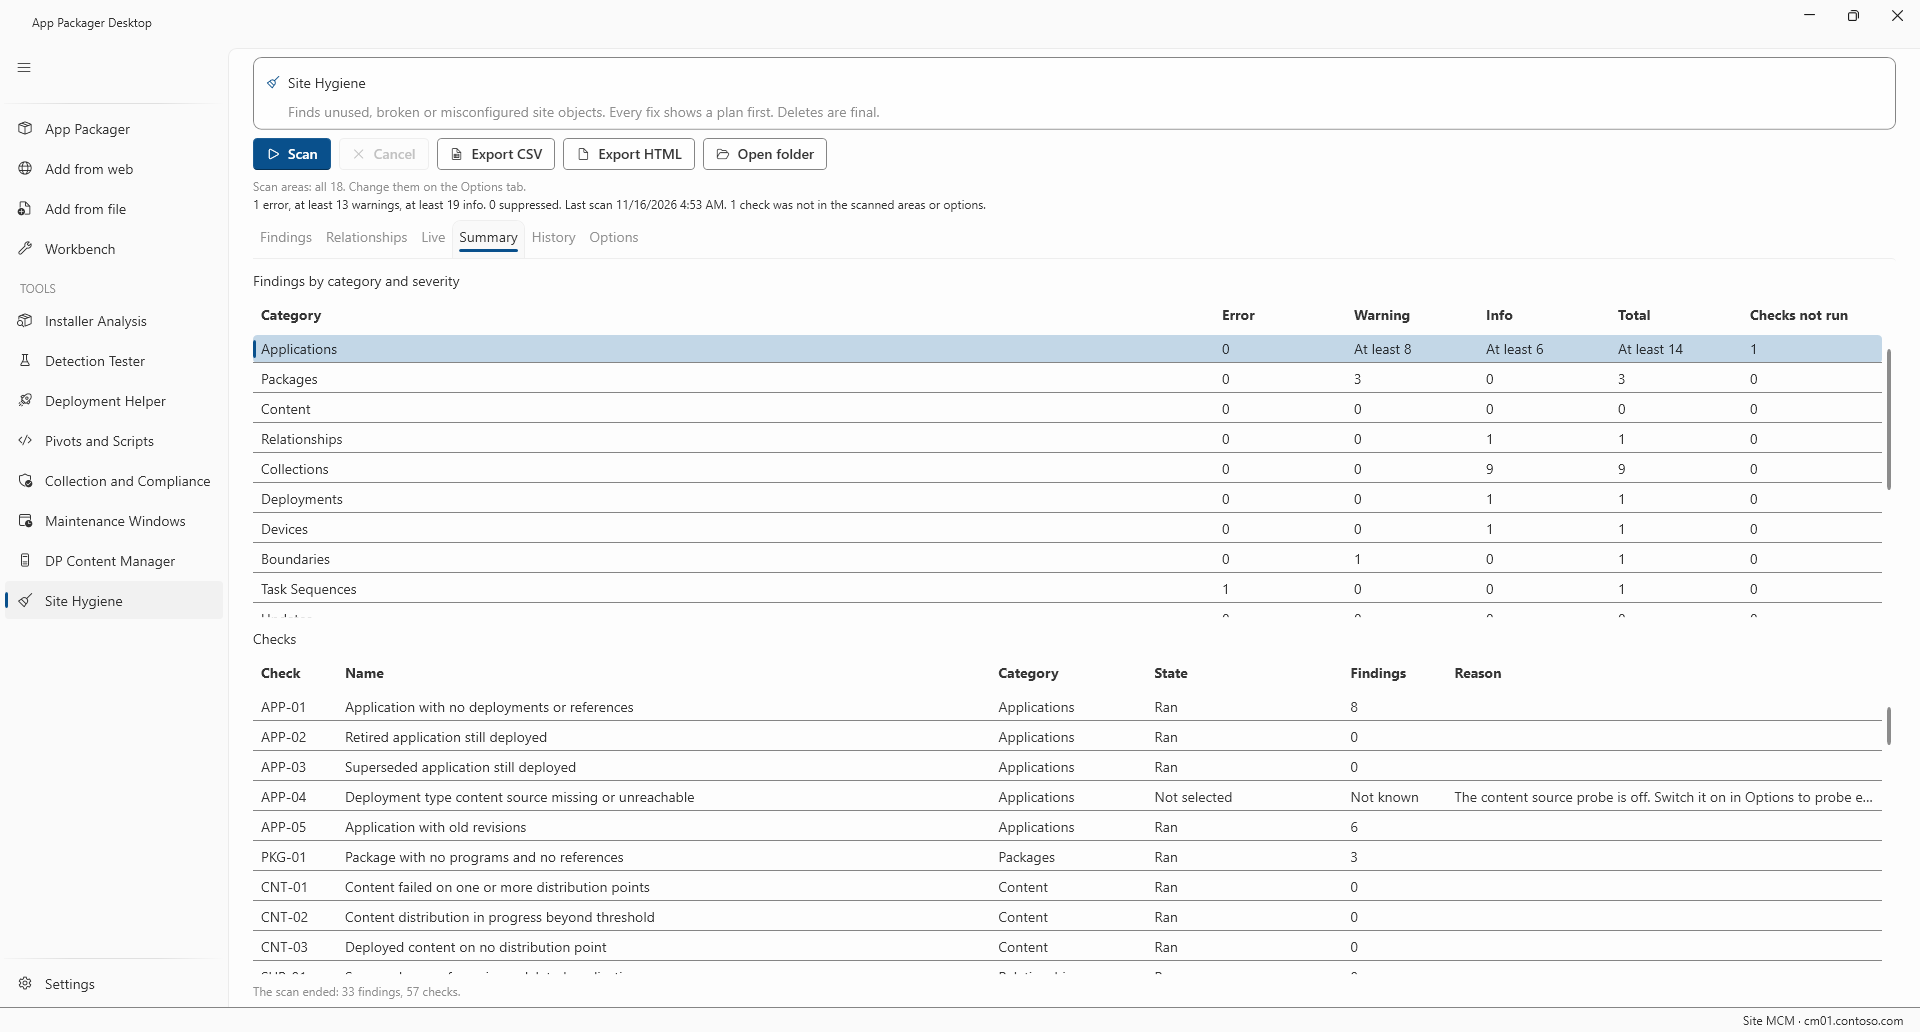 App Packager Desktop
App Packager
Add from web
Add from file
Workbench
TOOLS
Installer Analysis
Detection Tester
Deployment Helper
Pivots and Scripts
Collection and Compliance
Maintenance Windows
DP Content Manager
Site Hygiene
Settings
Site Hygiene
Finds unused, broken or misconfigured site objects. Every fix shows a plan first. Deletes are final.
Scan Cancel Export CSV Export HTML Open folder
Scan areas: all 18. Change them on the Options tab.
1 error, at least 13 warnings, at least 19 info. 0 suppressed. Last scan 11/16/2026 4:53 AM. 1 check was not in the scanned areas or options.
Findings Relationships Live Summary History Options
Findings by category and severity
Category Error Warning Info Total Checks not run
Applications 0 At least 8 At least 6 At least 14 1
Packages 0 3 0 3 0
Content 0 0 0 0 0
Relationships 0 0 1 1 0
Collections 0 0 9 9 0
Deployments 0 0 1 1 0
Devices 0 0 1 1 0
Boundaries 0 1 0 1 0
Task Sequences 1 0 0 1 0
Checks
Check Name Category State Findings Reason
APP-01 Application with no deployments or references Applications Ran 8
APP-02 Retired application still deployed Applications Ran 0
APP-03 Superseded application still deployed Applications Ran 0
APP-04 Deployment type content source missing or unreachable Applications Not selected Not known The content source probe is off. Switch it on in Options to probe e...
APP-05 Application with old revisions Applications Ran 6
PKG-01 Package with no programs and no references Packages Ran 3
CNT-01 Content failed on one or more distribution points Content Ran 0
CNT-02 Content distribution in progress beyond threshold Content Ran 0
CNT-03 Deployed content on no distribution point Content Ran 0
The scan ended: 33 findings, 57 checks.
Site MCM · cm01.contoso.com